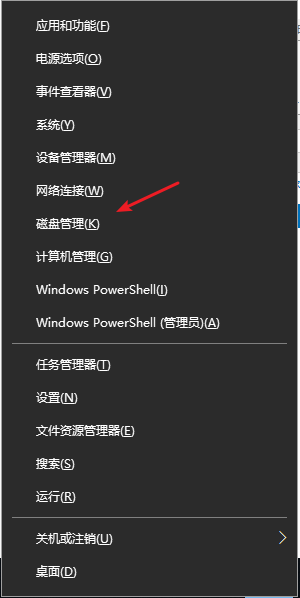 应用和功能(F)
电源选项(O)
事件查看器(V)
系统(Y)
设备管理器(M)
网络连接(W)
磁盘管理(K)
计算机管理(G)
Windows PowerShell(I)
Windows PowerShell (管理员)(A)
任务管理器(T)
设置(N)
文件资源管理器(E)
搜索(S)
运行(R)
关机或注销(U)
桌面(D)